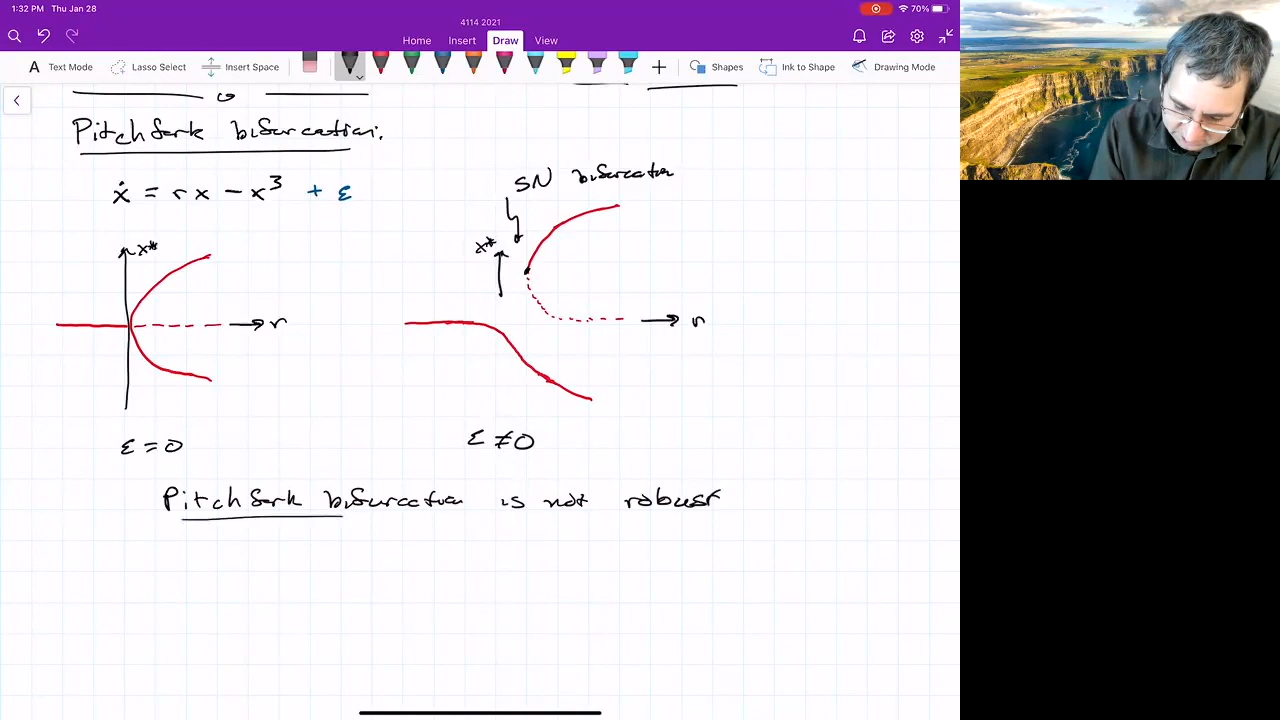 1:32 PM Thu Jan 28
70%
4114 2021
Home Insert Draw View
A Text Mode Lasso Select Insert Space Shapes Ink to Shape Drawing Mode
Pitchfork bifurcation.
ẋ = rx - x³ + ε
SN bifurcation
x*
r
x*
r
ε = 0
ε ≠ 0
Pitchfork bifurcation is not robust